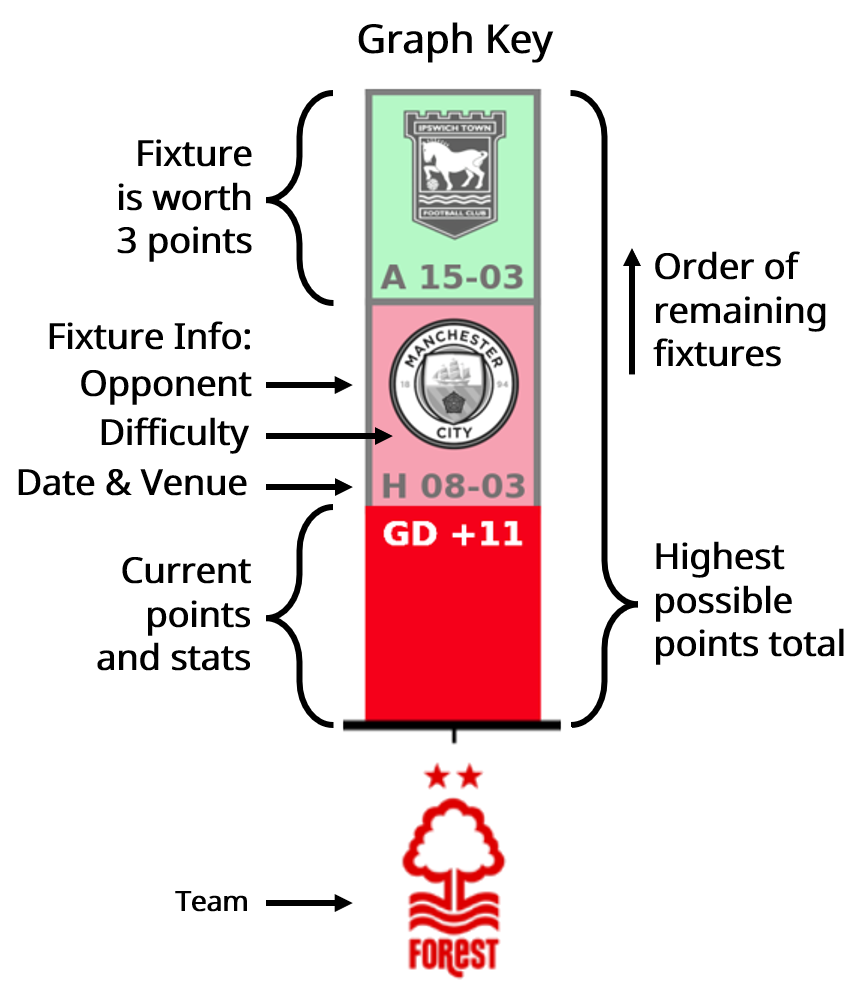 Graph Key
IPSWICH TOWN
FOOTBALL CLUB
A 15-03
Fixture
is worth
3 points
Order of
remaining
fixtures
Fixture Info:
Opponent
Difficulty
Date & Venue
MANCHESTER
18 94
CITY
H 08-03
GD +11
Current
points
and stats
Highest
possible
points total
Team
FOREST